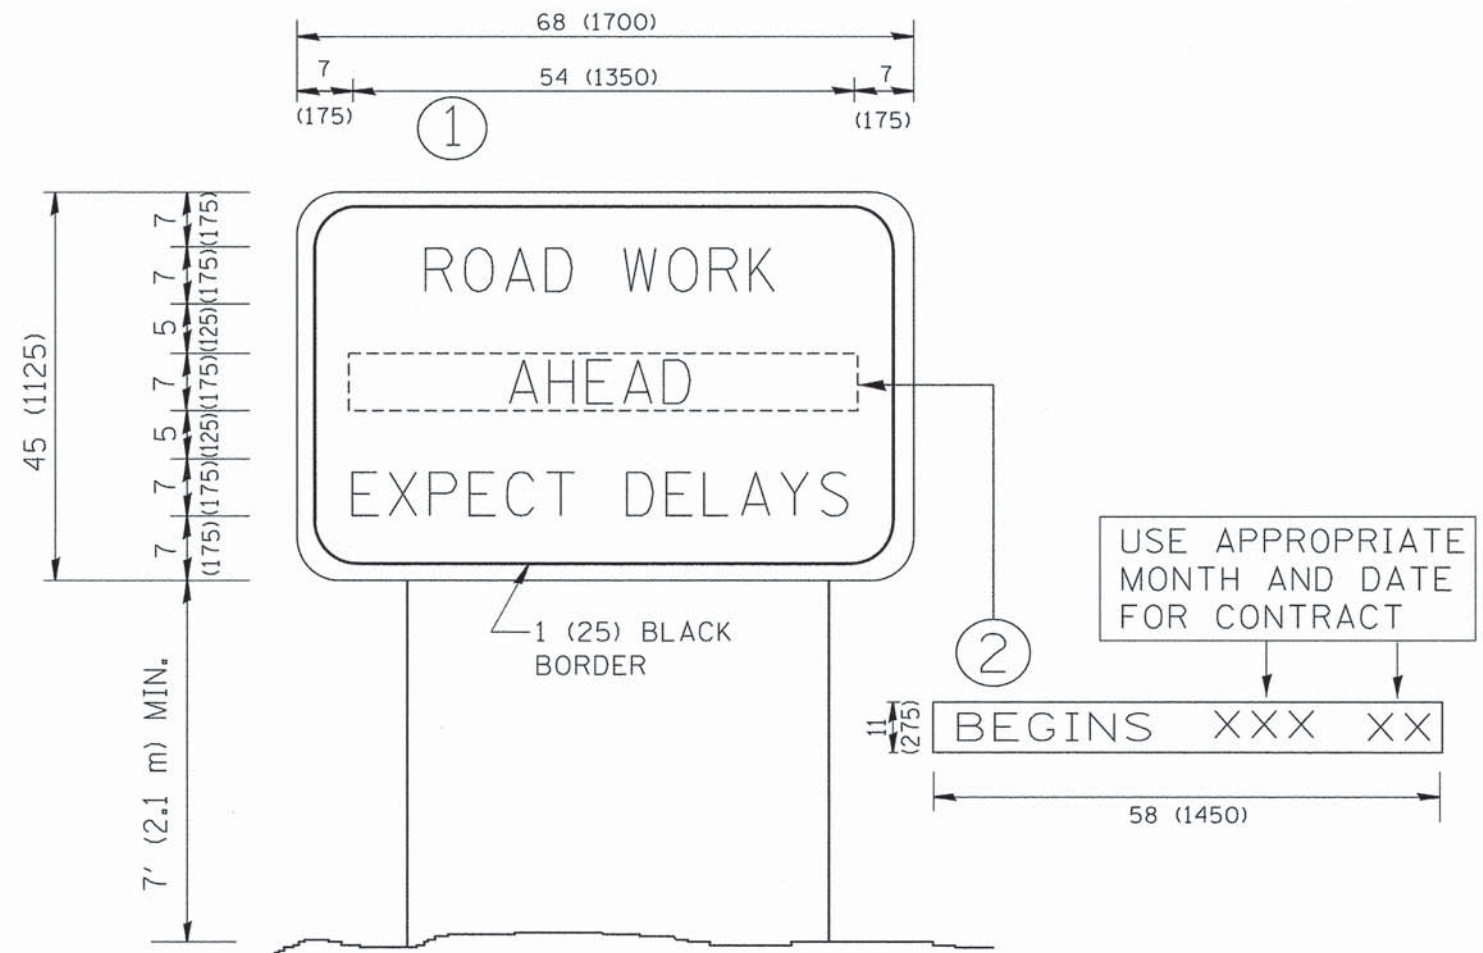 68 (1700)
7
54 (1350)
7
(175)
(175)
1
45 (1125)
7
(175)
7
(175)
5
(125)
7
(175)
5
(125)
7
(175)
7
(175)
ROAD WORK
AHEAD
EXPECT DELAYS
1 (25) BLACK
BORDER
7' (2.1 m) MIN.
USE APPROPRIATE
MONTH AND DATE
FOR CONTRACT
2
11
(275)
BEGINS XXX XX
58 (1450)